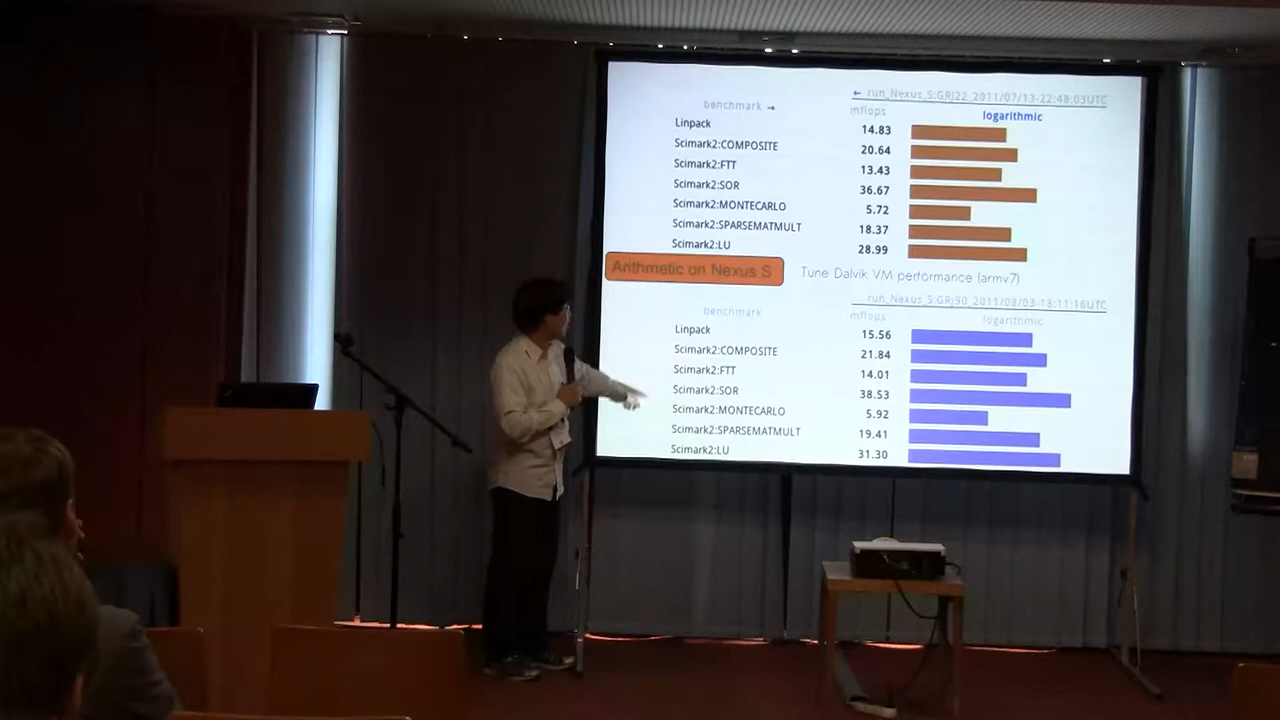 ← run_Nexus_S:GRJ22_2011/07/13-22:48:03UTC
benchmark → mflops logarithmic
Linpack 14.83
Scimark2:COMPOSITE 20.64
Scimark2:FTT 13.43
Scimark2:SOR 36.67
Scimark2:MONTECARLO 5.72
Scimark2:SPARSEMATMULT 18.37
Scimark2:LU 28.99
Arithmetic on Nexus S Tune Dalvik VM performance (armv7)
run_Nexus_S:GRJ90_2011/08/03-18:11:16UTC
benchmark mflops logarithmic
Linpack 15.56
Scimark2:COMPOSITE 21.84
Scimark2:FTT 14.01
Scimark2:SOR 38.53
Scimark2:MONTECARLO 5.92
Scimark2:SPARSEMATMULT 19.41
Scimark2:LU 31.30